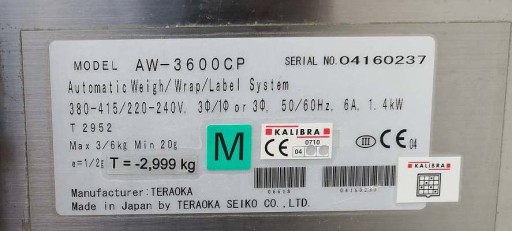 MODEL AW-3600CP SERIAL NO. 04160237
Automatic Weigh/Wrap/Label System
380-415/220-240V. 3Φ/1Φ or 3Φ, 50/60Hz, 6A, 1.4kW
T 2952
Max 3/6kg Min 20g
e=1/2g T = -2,999 kg
M
KALIBRA
CE 0710
04
III CE 04
KALIBRA
04160237
Manufacturer: TERAOKA
Made in Japan by TERAOKA SEIKO CO.,LTD.